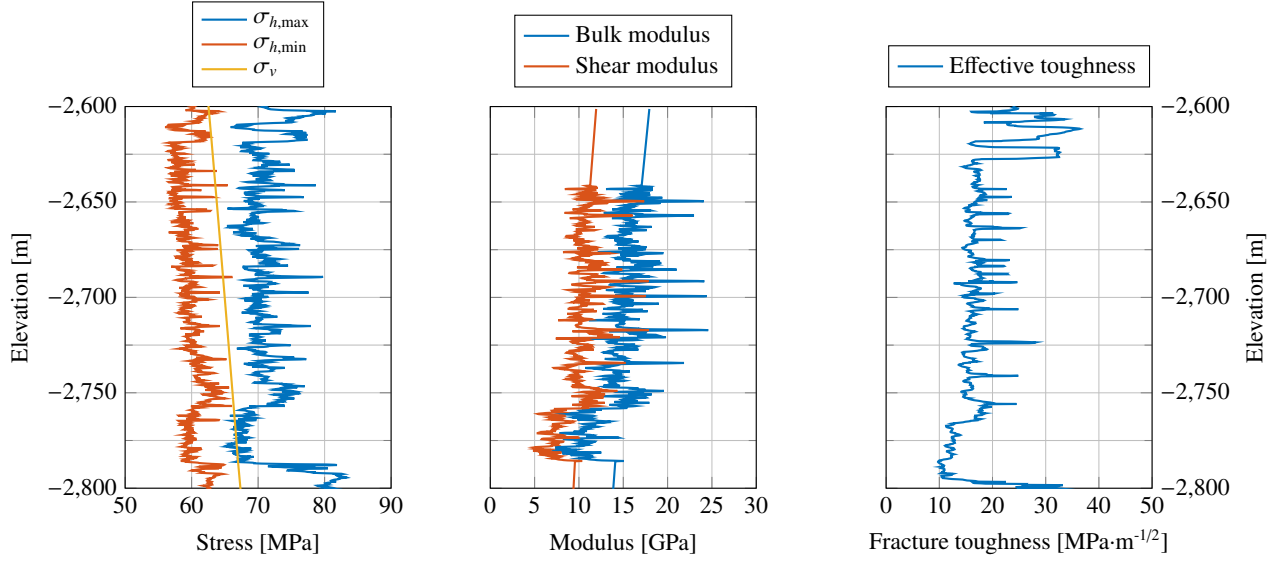 σh,max
σh,min
σv
Bulk modulus
Shear modulus
Effective toughness
−2,600
−2,650
−2,700
−2,750
−2,800
Elevation [m]
50 60 70 80 90
Stress [MPa]
0 5 10 15 20 25 30
Modulus [GPa]
0 10 20 30 40 50
Fracture toughness [MPa·m-1/2]
−2,600
−2,650
−2,700
−2,750
−2,800
Elevation [m]